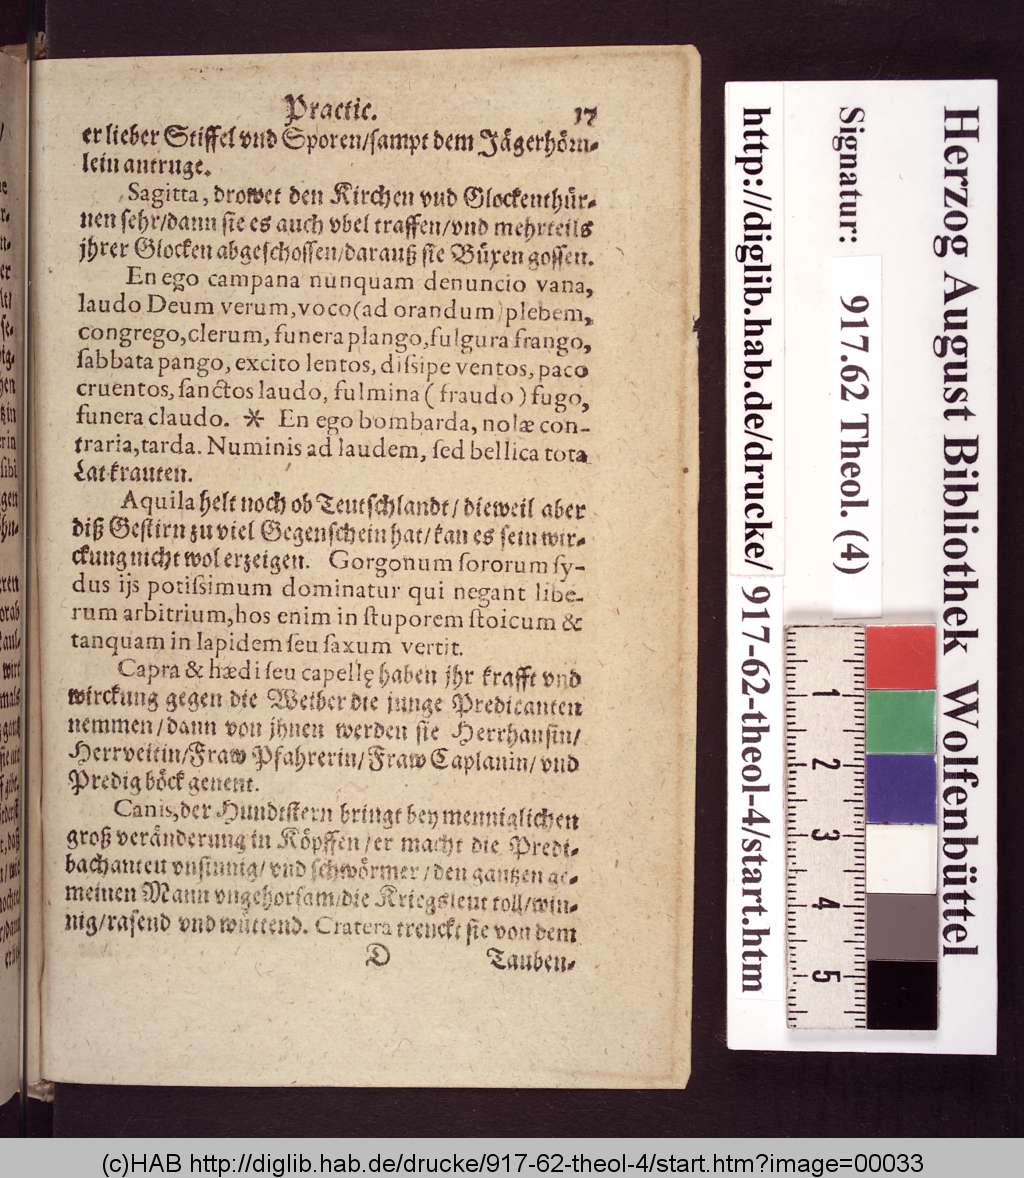 Practic. 17
er lieber Stiffel vnd Sporen/sampt dem Jägerhörn-
lein antruge.
Sagitta, drowet den Kirchen vnd Glockenthür-
nen sehr/dann sie es auch vbel traffen/vnd mehrteils
jhrer Glocken abgeschossen/darauß sie Büxen gossen.
En ego campana nunquam denuncio vana,
laudo Deum verum, voco(ad orandum)plebem,
congrego,clerum, funera plango,fulgura frango,
ſabbata pango, excito lentos, diſsipe ventos, paco
cruentos, ſanctos laudo, fulmina ( fraudo ) fugo,
funera claudo. * En ego bombarda, nolæ con-
traria,tarda. Numinis ad laudem, ſed bellica tota
Lat krauten.
Aquila helt noch ob Teutschlandt/ dieweil aber
diß Gestirn zu viel Gegenschein hat/kan es sein wir-
ckung nicht wol erzeigen. Gorgonum ſororum ſy-
dus ijs potiſsimum dominatur qui negant libe-
rum arbitrium,hos enim in ſtuporem ſtoicum &
tanquam in lapidem ſeu ſaxum vertit.
Capra & hædi ſeu capellę haben jhr krafft vnd
wirckung gegen die Weiber die junge Predicanten
nemmen/dann von jhnen werden sie Herrhansin/
Herrveitin/Fraw Pfahrerin/Fraw Caplanin/ vnd
Predig böck genent.
Canis,der Hundtstern bringt bey menniglichen
groß veränderung in Köpffen/er macht die Predi-
bachanten vnsinnig/vnd schwörmer/den gantzen ge-
meinen Mann vngehorsam/die Kriegsleut toll/win-
nig/rasend vnd wüttend. Cratera trenckt sie von dem
D Tauben-
Herzog August Bibliothek Wolfenbüttel
Signatur: 917.62 Theol. (4)
http://diglib.hab.de/drucke/ 917-62-theol-4/start.htm
1 2 3 4 5
(c)HAB http://diglib.hab.de/drucke/917-62-theol-4/start.htm?image=00033